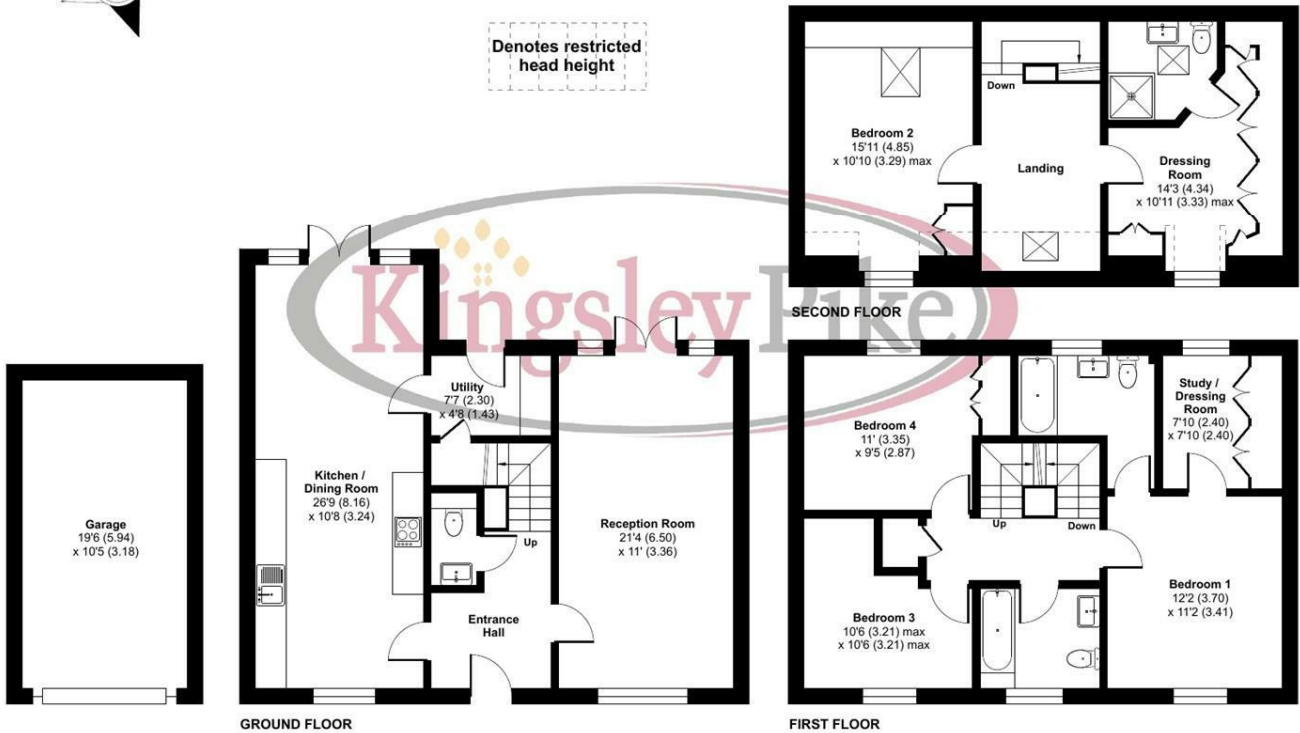 Denotes restricted
head height
Down
Bedroom 2
15'11 (4.85)
x 10'10 (3.29) max
Landing
Dressing
Room
14'3 (4.34)
x 10'11 (3.33) max
SECOND FLOOR
Kingsley Pike
Utility
7'7 (2.30)
x 4'8 (1.43)
Kitchen /
Dining Room
26'9 (8.16)
x 10'8 (3.24)
Garage
19'6 (5.94)
x 10'5 (3.18)
Up
Reception Room
21'4 (6.50)
x 11' (3.36)
Entrance
Hall
GROUND FLOOR
Bedroom 4
11' (3.35)
x 9'5 (2.87)
Study /
Dressing
Room
7'10 (2.40)
x 7'10 (2.40)
Up
Down
Bedroom 3
10'6 (3.21) max
x 10'6 (3.21) max
Bedroom 1
12'2 (3.70)
x 11'2 (3.41)
FIRST FLOOR